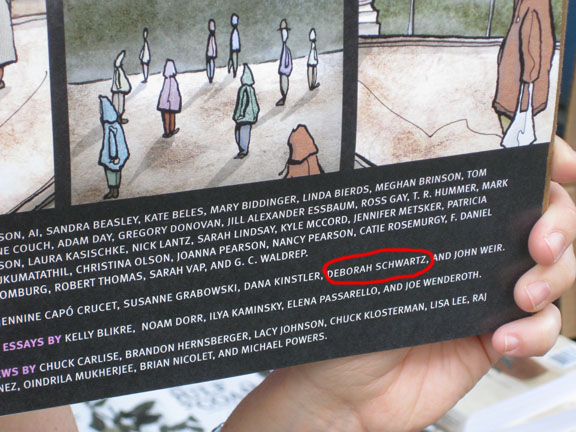 SON, AI, SANDRA BEASLEY, KATE BELES, MARY BIDDINGER, LINDA BIERDS, MEGHAN BRINSON, TOM
NE COUCH, ADAM DAY, GREGORY DONOVAN, JILL ALEXANDER ESSBAUM, ROSS GAY, T. R. HUMMER, MARK
SON, LAURA KASISCHKE, NICK LANTZ, SARAH LINDSAY, KYLE MCCORD, JENNIFER METSKER, PATRICIA
UKUMATATHIL, CHRISTINA OLSON, JOANNA PEARSON, NANCY PEARSON, CATIE ROSEMURGY, F. DANIEL
OMBURG, ROBERT THOMAS, SARAH VAP, AND G. C. WALDREP.
ENNINE CAPÓ CRUCET, SUSANNE GRABOWSKI, DANA KINSTLER, DEBORAH SCHWARTZ, AND JOHN WEIR.
ESSAYS BY KELLY BLIKRE, NOAM DORR, ILYA KAMINSKY, ELENA PASSARELLO, AND JOE WENDEROTH.
WS BY CHUCK CARLISE, BRANDON HERNSBERGER, LACY JOHNSON, CHUCK KLOSTERMAN, LISA LEE, RAJ
NEZ, OINDRILA MUKHERJEE, BRIAN NICOLET, AND MICHAEL POWERS.